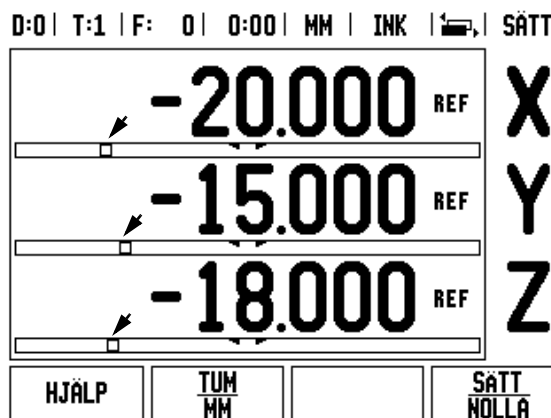 D:0| T:1 |F: 0| 0:00| MM | INK | | SÄTT
-20.000 REF X
-15.000 REF Y
-18.000 REF Z
HJÄLP TUM/MM SÄTT/NOLLA